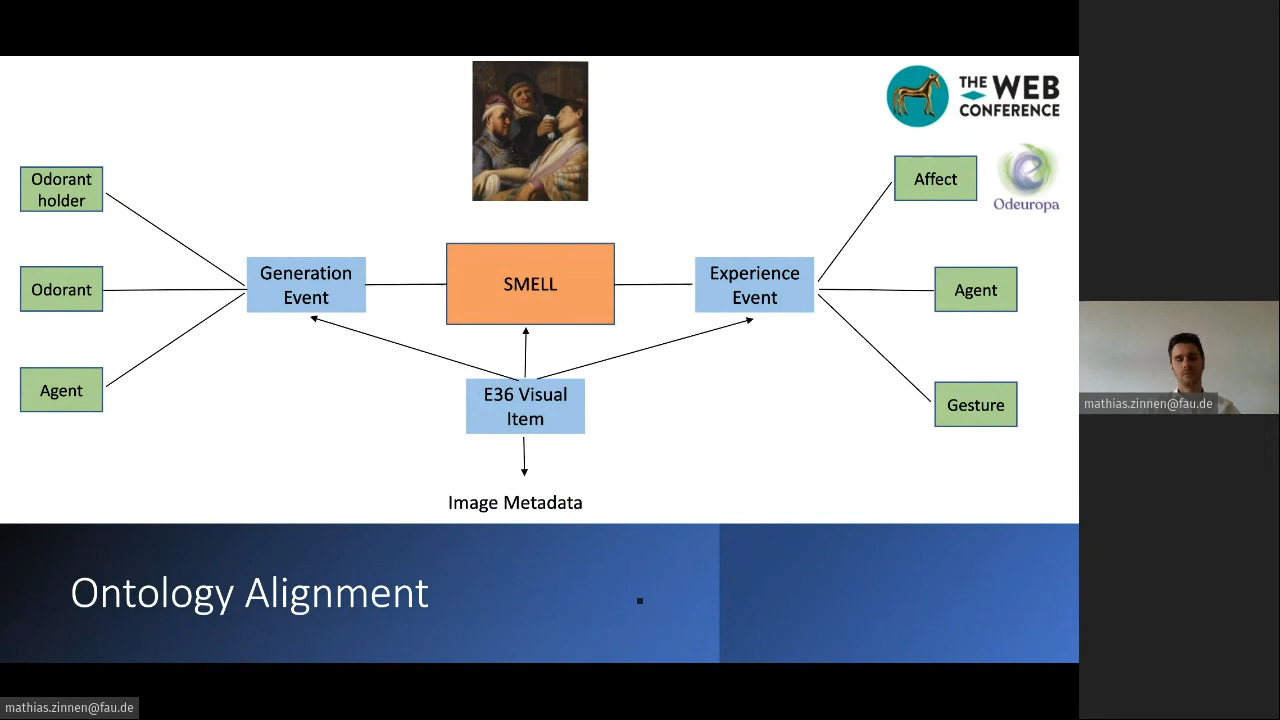 THE WEB
CONFERENCE
Odeuropa
Odorant
holder
Odorant
Agent
Generation
Event
SMELL
E36 Visual
Item
Image Metadata
Experience
Event
Affect
Agent
Gesture
Ontology Alignment
mathias.zinnen@fau.de
mathias.zinnen@fau.de